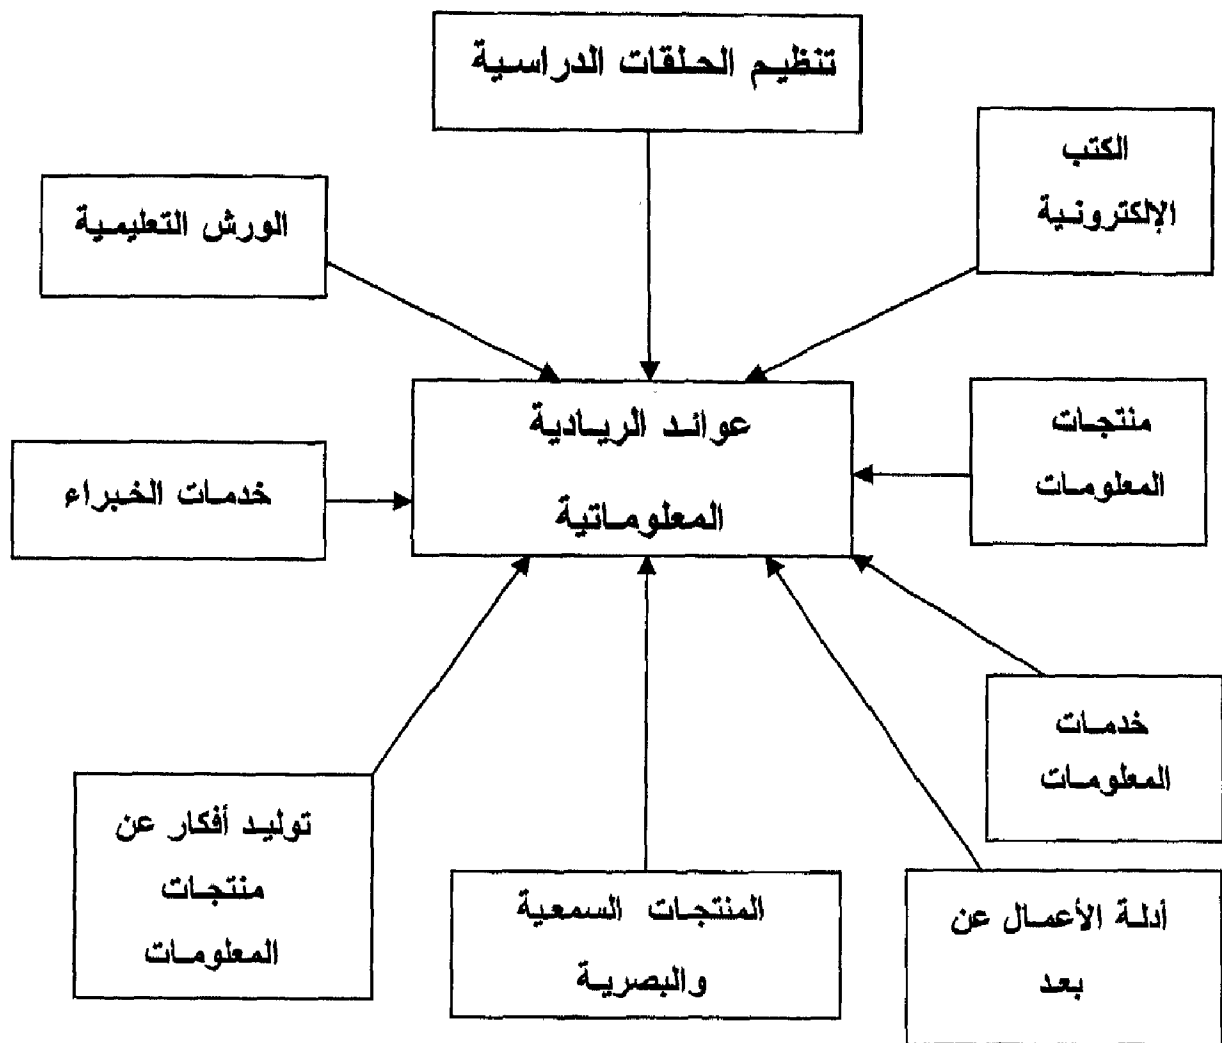 تنظيم الحلقات الدراسية
الكتب
الإلكترونية
الورش التعليمية
عوائد الريادية
المعلوماتية
منتجات
المعلومات
خدمات الخبراء
خدمات
المعلومات
توليد أفكار عن
منتجات
المعلومات
المنتجات السمعية
والبصرية
أدلة الأعمال عن
بعد